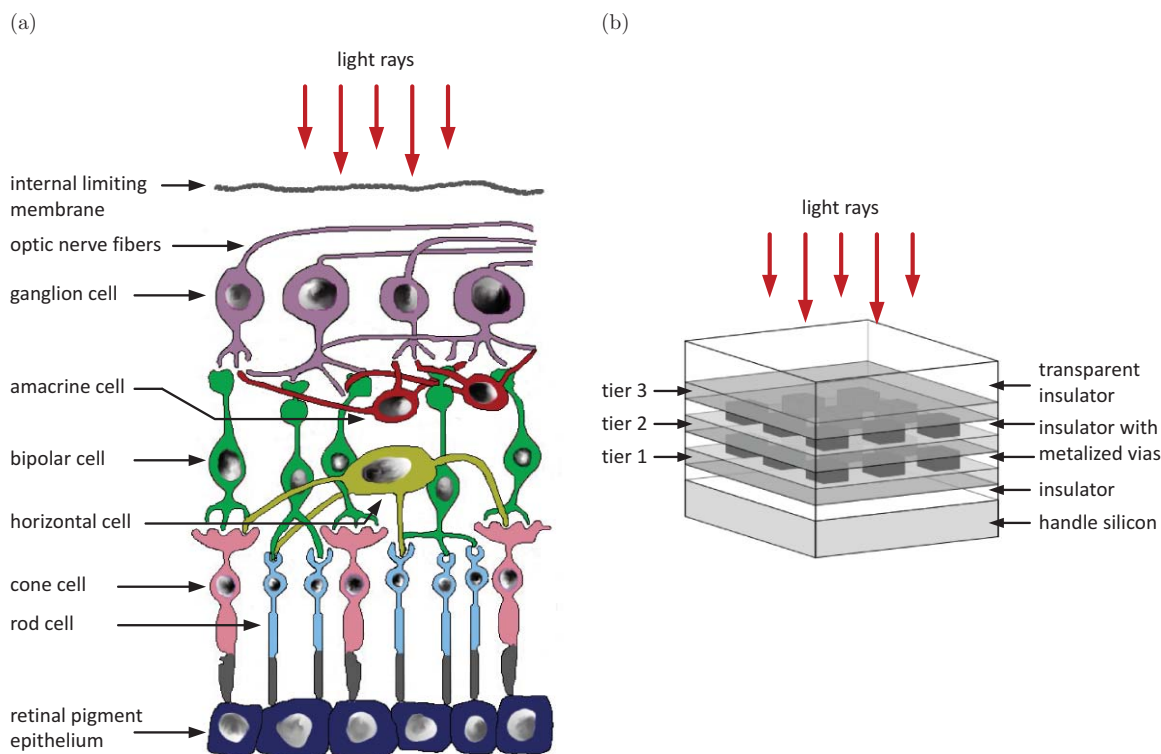 (a)
light rays
internal limiting
membrane
optic nerve fibers
ganglion cell
amacrine cell
bipolar cell
horizontal cell
cone cell
rod cell
retinal pigment
epithelium
(b)
light rays
tier 3
tier 2
tier 1
transparent
insulator
insulator with
metalized vias
insulator
handle silicon